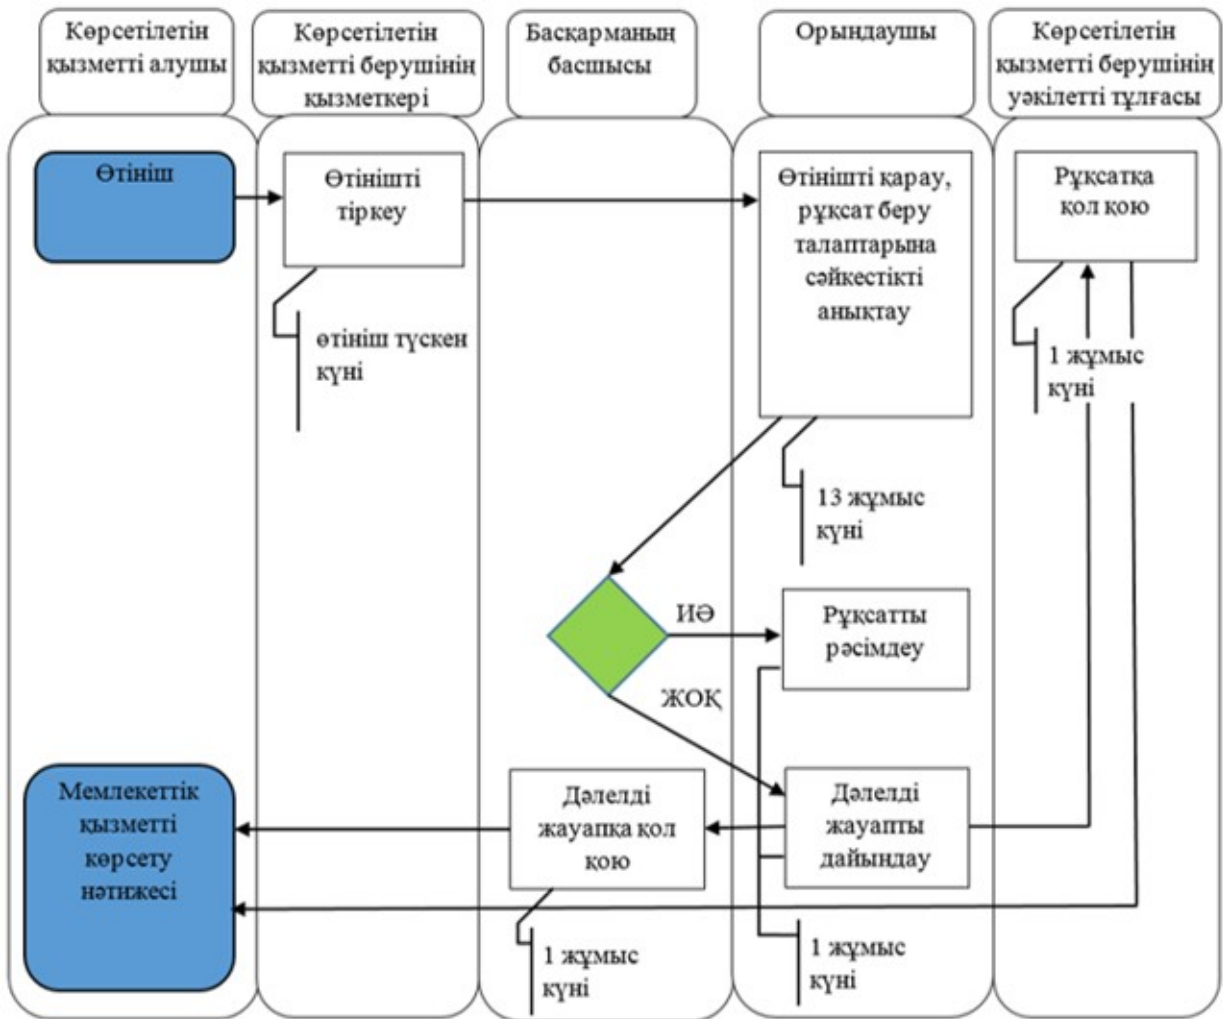 Көрсетілетін
қызметті алушы
Көрсетілетін
қызметті берушінің
қызметкері
Басқарманың
басшысы
Орындаушы
Көрсетілетін
қызметті берушінің
уәкілетті тұлғасы
Өтініш
Өтінішті
тіркеу
Өтінішті қарау,
рұқсат беру
талаптарына
сәйкестікті
анықтау
Рұқсатқа
қол қою
өтініш түскен
күні
1 жұмыс
күні
13 жұмыс
күні
ИӘ
Рұқсатты
рәсімдеу
ЖОҚ
Мемлекеттік
қызметті
көрсету
нәтижесі
Дәлелді
жауапқа қол
қою
Дәлелді
жауапты
дайындау
1 жұмыс
күні
1 жұмыс
күні